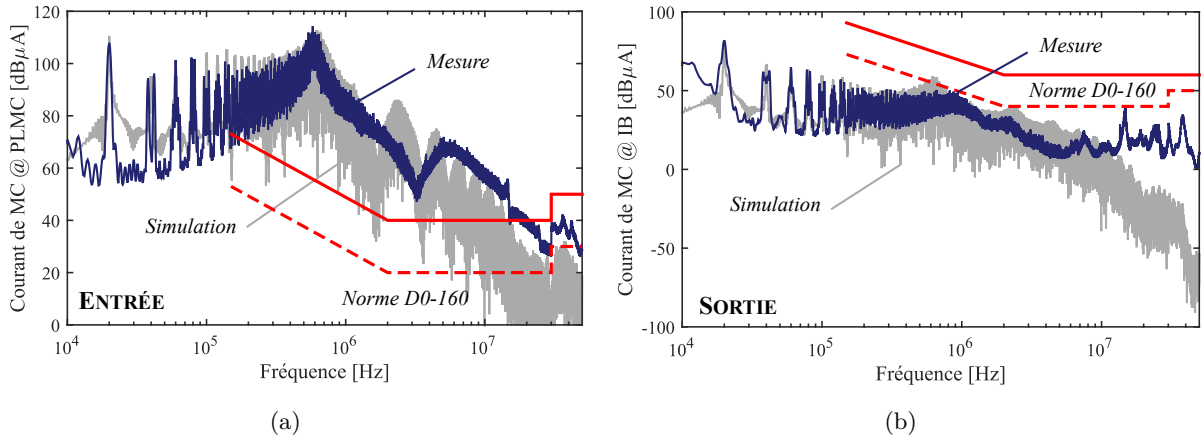 120
100
80
60
40
20
0
Courant de MC @ PLMC [dBμA]
Mesure
Simulation
Norme D0-160
ENTRÉE
10^4
10^5
10^6
10^7
Fréquence [Hz]
(a)
100
50
0
-50
-100
Courant de MC @ IB [dBμA]
Mesure
Norme D0-160
Simulation
SORTIE
10^4
10^5
10^6
10^7
Fréquence [Hz]
(b)